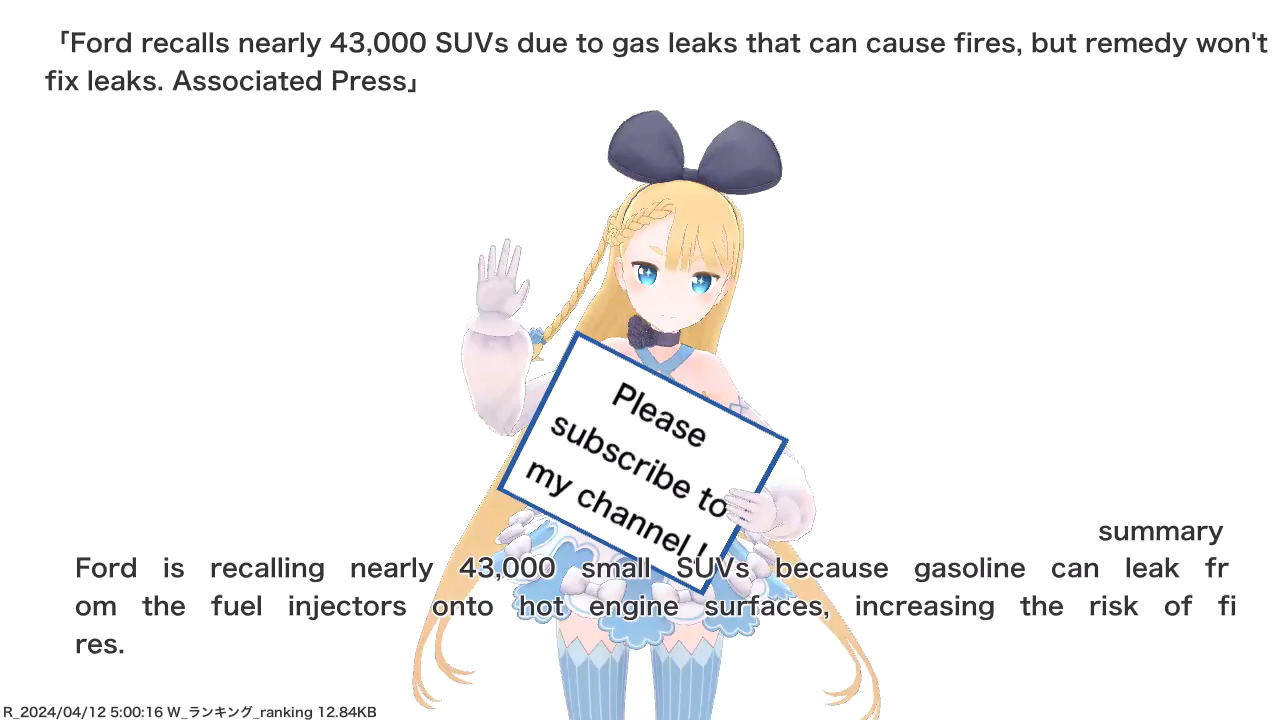 「Ford recalls nearly 43,000 SUVs due to gas leaks that can cause fires, but remedy won't
fix leaks. Associated Press」
Please
subscribe to
my channel !
summary
Ford is recalling nearly 43,000 small SUVs because gasoline can leak fr
om the fuel injectors onto hot engine surfaces, increasing the risk of fi
res.
R_2024/04/12 5:00:16 W_ランキング_ranking 12.84KB